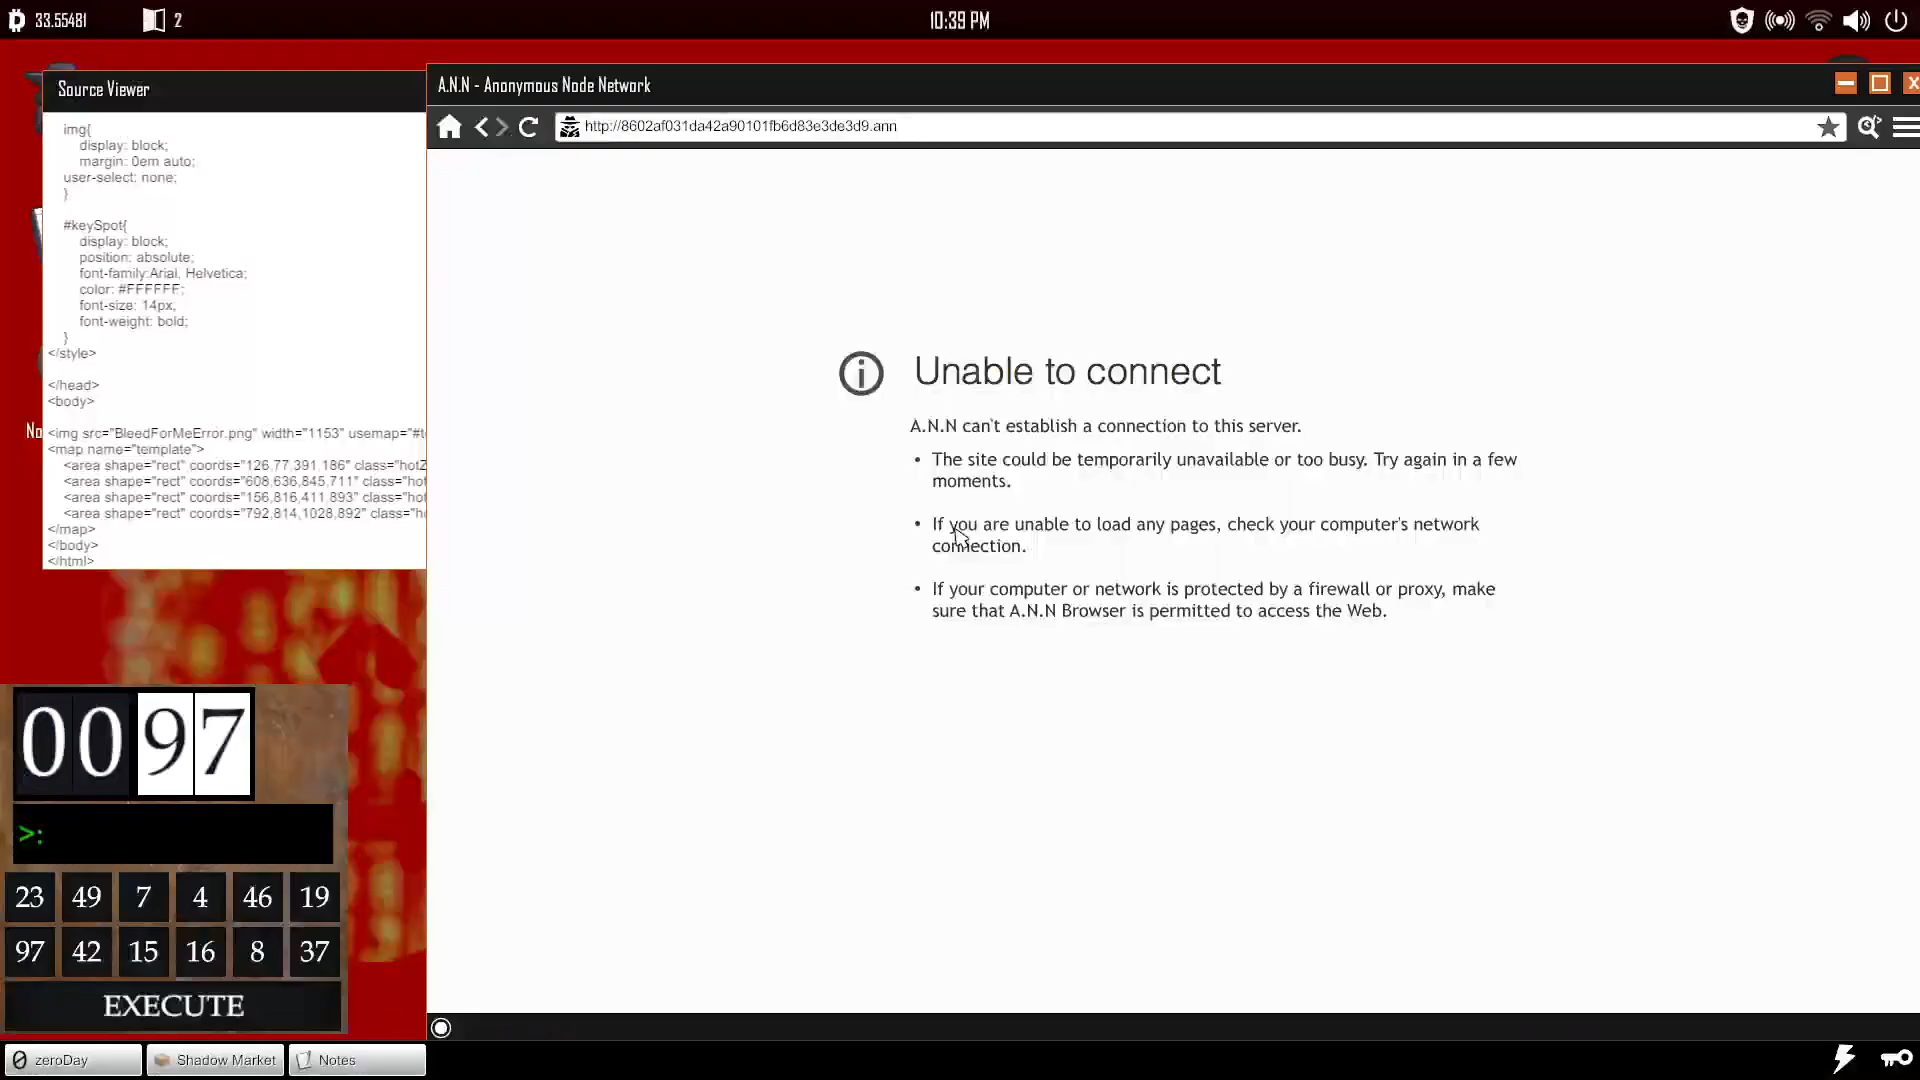 33.55481
2
10:39 PM
Source Viewer
img{
display: block;
margin: 0em auto;
user-select: none;
}
#keySpot{
display: block;
position: absolute;
font-family:Arial, Helvetica;
color: #FFFFFF;
font-size: 14px;
font-weight: bold;
}
</style>
</head>
<body>
<img src="BleedForMeError.png" width="1153" usemap="#t
<map name="template">
<area shape="rect" coords="126,77,391,186" class="hotZ
<area shape="rect" coords="608,636,845,711" class="hot
<area shape="rect" coords="156,816,411,893" class="hot
<area shape="rect" coords="792,814,1028,892" class="h
</map>
</body>
</html>
No
A.N.N - Anonymous Node Network
http://8602af031da42a90101fb6d83e3de3d9.ann
Unable to connect
A.N.N can't establish a connection to this server.
• The site could be temporarily unavailable or too busy. Try again in a few
moments.
• If you are unable to load any pages, check your computer's network
connection.
• If your computer or network is protected by a firewall or proxy, make
sure that A.N.N Browser is permitted to access the Web.
0097
>:
23 49 7 4 46 19
97 42 15 16 8 37
EXECUTE
zeroDay
Shadow Market
Notes